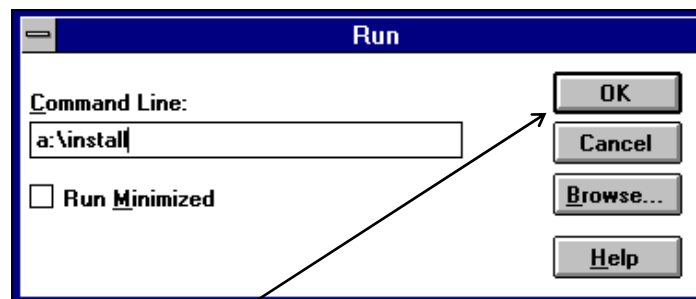 Run
Command Line:
a:\install
Run Minimized
OK
Cancel
Browse...
Help